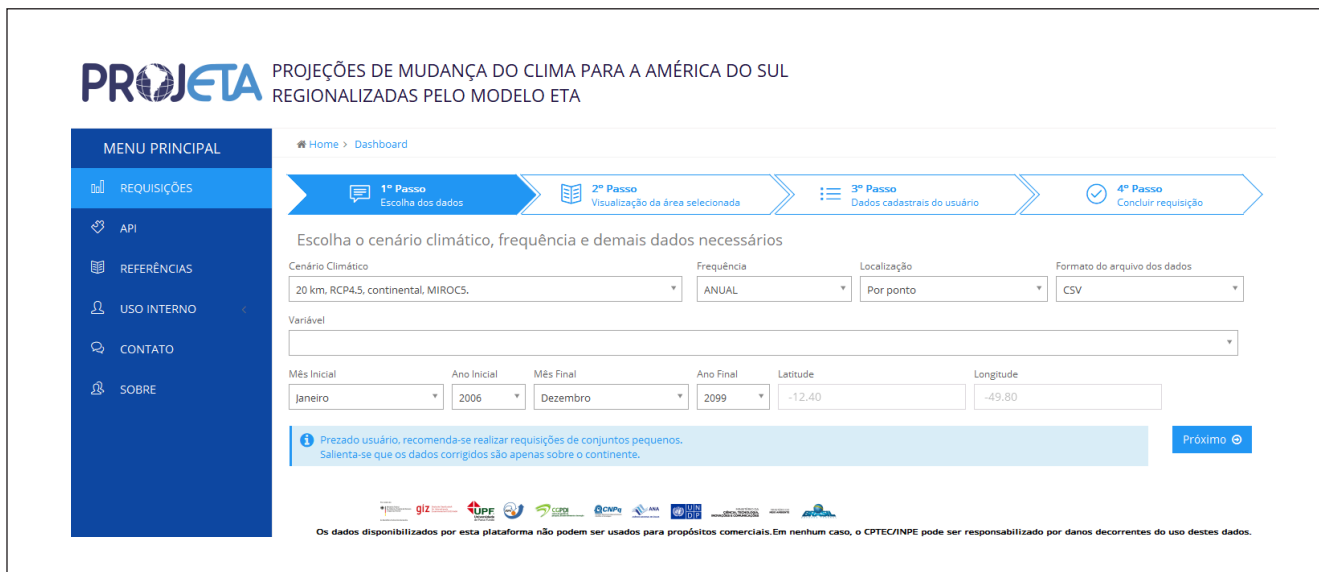 PROJETA
PROJEÇÕES DE MUDANÇA DO CLIMA PARA A AMÉRICA DO SUL
REGIONALIZADAS PELO MODELO ETA
MENU PRINCIPAL
Home > Dashboard
REQUISIÇÕES
API
REFERÊNCIAS
USO INTERNO
CONTATO
SOBRE
1º Passo
Escolha dos dados
2º Passo
Visualização da área selecionada
3º Passo
Dados cadastrais do usuário
4º Passo
Concluir requisição
Escolha o cenário climático, frequência e demais dados necessários
Cenário Climático Frequência Localização Formato do arquivo dos dados
20 km, RCP4.5, continental, MIROC5. ANUAL Por ponto CSV
Variável
Mês Inicial Ano Inicial Mês Final Ano Final Latitude Longitude
Janeiro 2006 Dezembro 2099 -12.40 -49.80
Prezado usuário, recomenda-se realizar requisições de conjuntos pequenos.
Salienta-se que os dados corrigidos são apenas sobre o continente.
Próximo
giz UPF CCPDI CNPq ANA UNDP
Os dados disponibilizados por esta plataforma não podem ser usados para propósitos comerciais.Em nenhum caso, o CPTEC/INPE pode ser responsabilizado por danos decorrentes do uso destes dados.